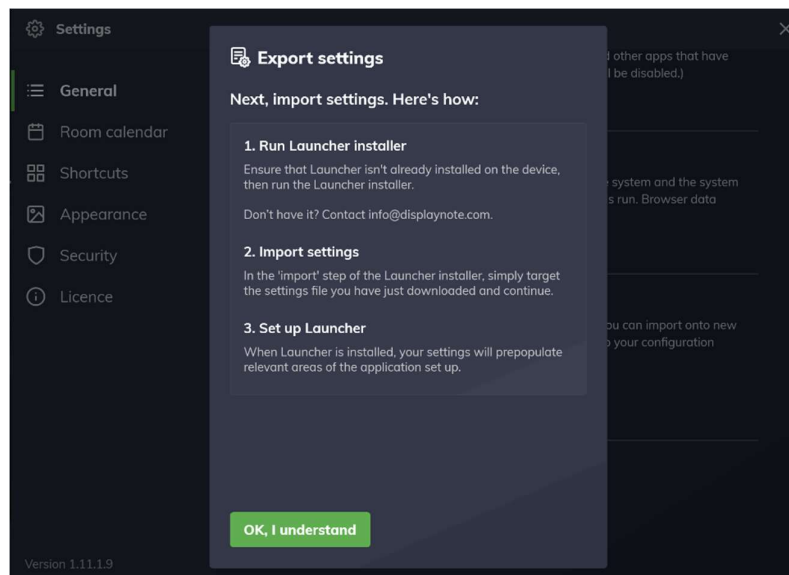 Settings
General
Room calendar
Shortcuts
Appearance
Security
Licence
Version 1.11.1.9
Export settings
Next, import settings. Here's how:
1. Run Launcher installer
Ensure that Launcher isn't already installed on the device,
then run the Launcher installer.
Don't have it? Contact info@displaynote.com.
2. Import settings
In the 'import' step of the Launcher installer, simply target
the settings file you have just downloaded and continue.
3. Set up Launcher
When Launcher is installed, your settings will prepopulate
relevant areas of the application set up.
OK, I understand
other apps that have
be disabled.)
system and the system
s run. Browser data
ou can import onto new
your configuration